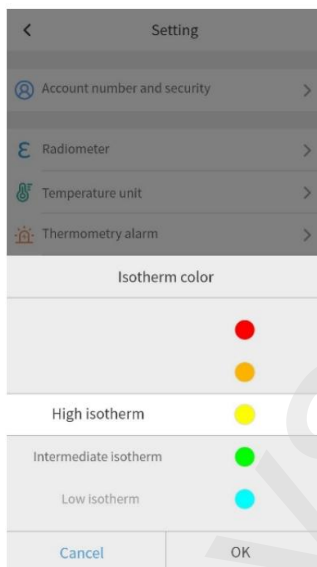 Setting
Account number and security
Radiometer
Temperature unit
Thermometry alarm
Isotherm color
High isotherm
Intermediate isotherm
Low isotherm
Cancel OK